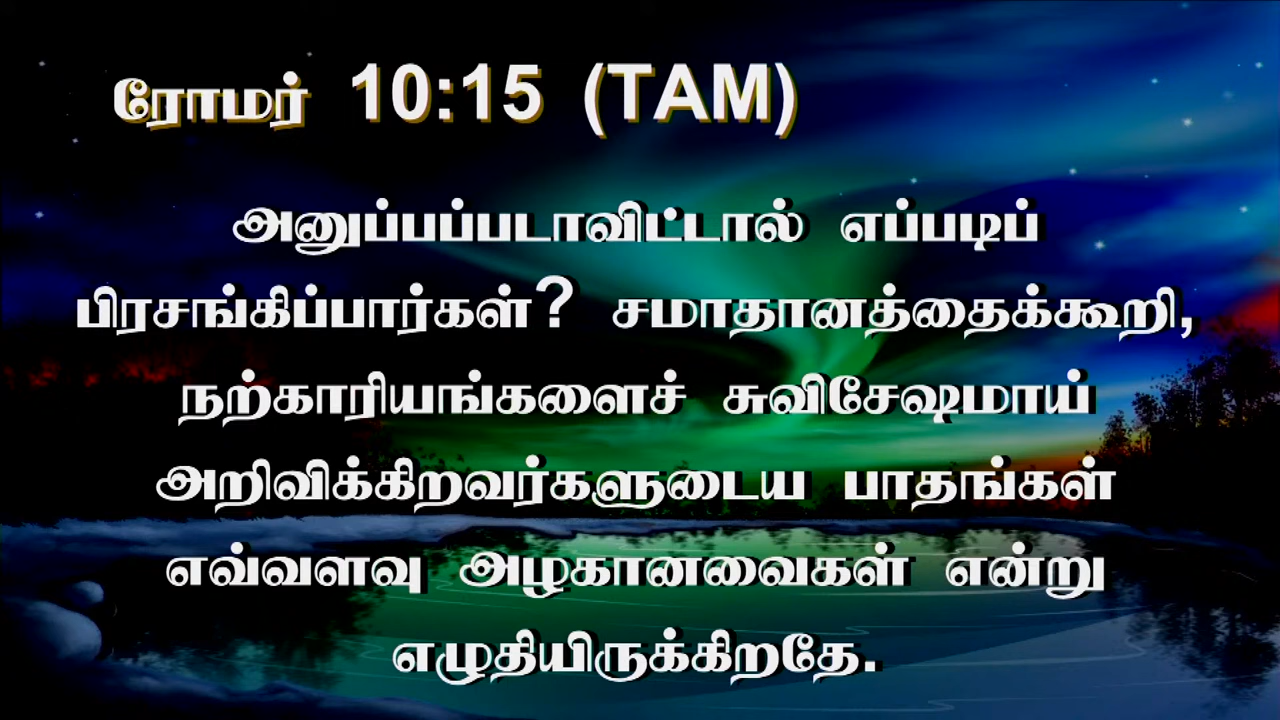 ரோமர் 10:15 (TAM)
அனுப்பப்படாவிட்டால் எப்படிப்
பிரசங்கிப்பார்கள்? சமாதானத்தைக்கூறி,
நற்காரியங்களைச் சுவிசேஷமாய்
அறிவிக்கிறவர்களுடைய பாதங்கள்
எவ்வளவு அழகானவைகள் என்று
எழுதியிருக்கிறதே.